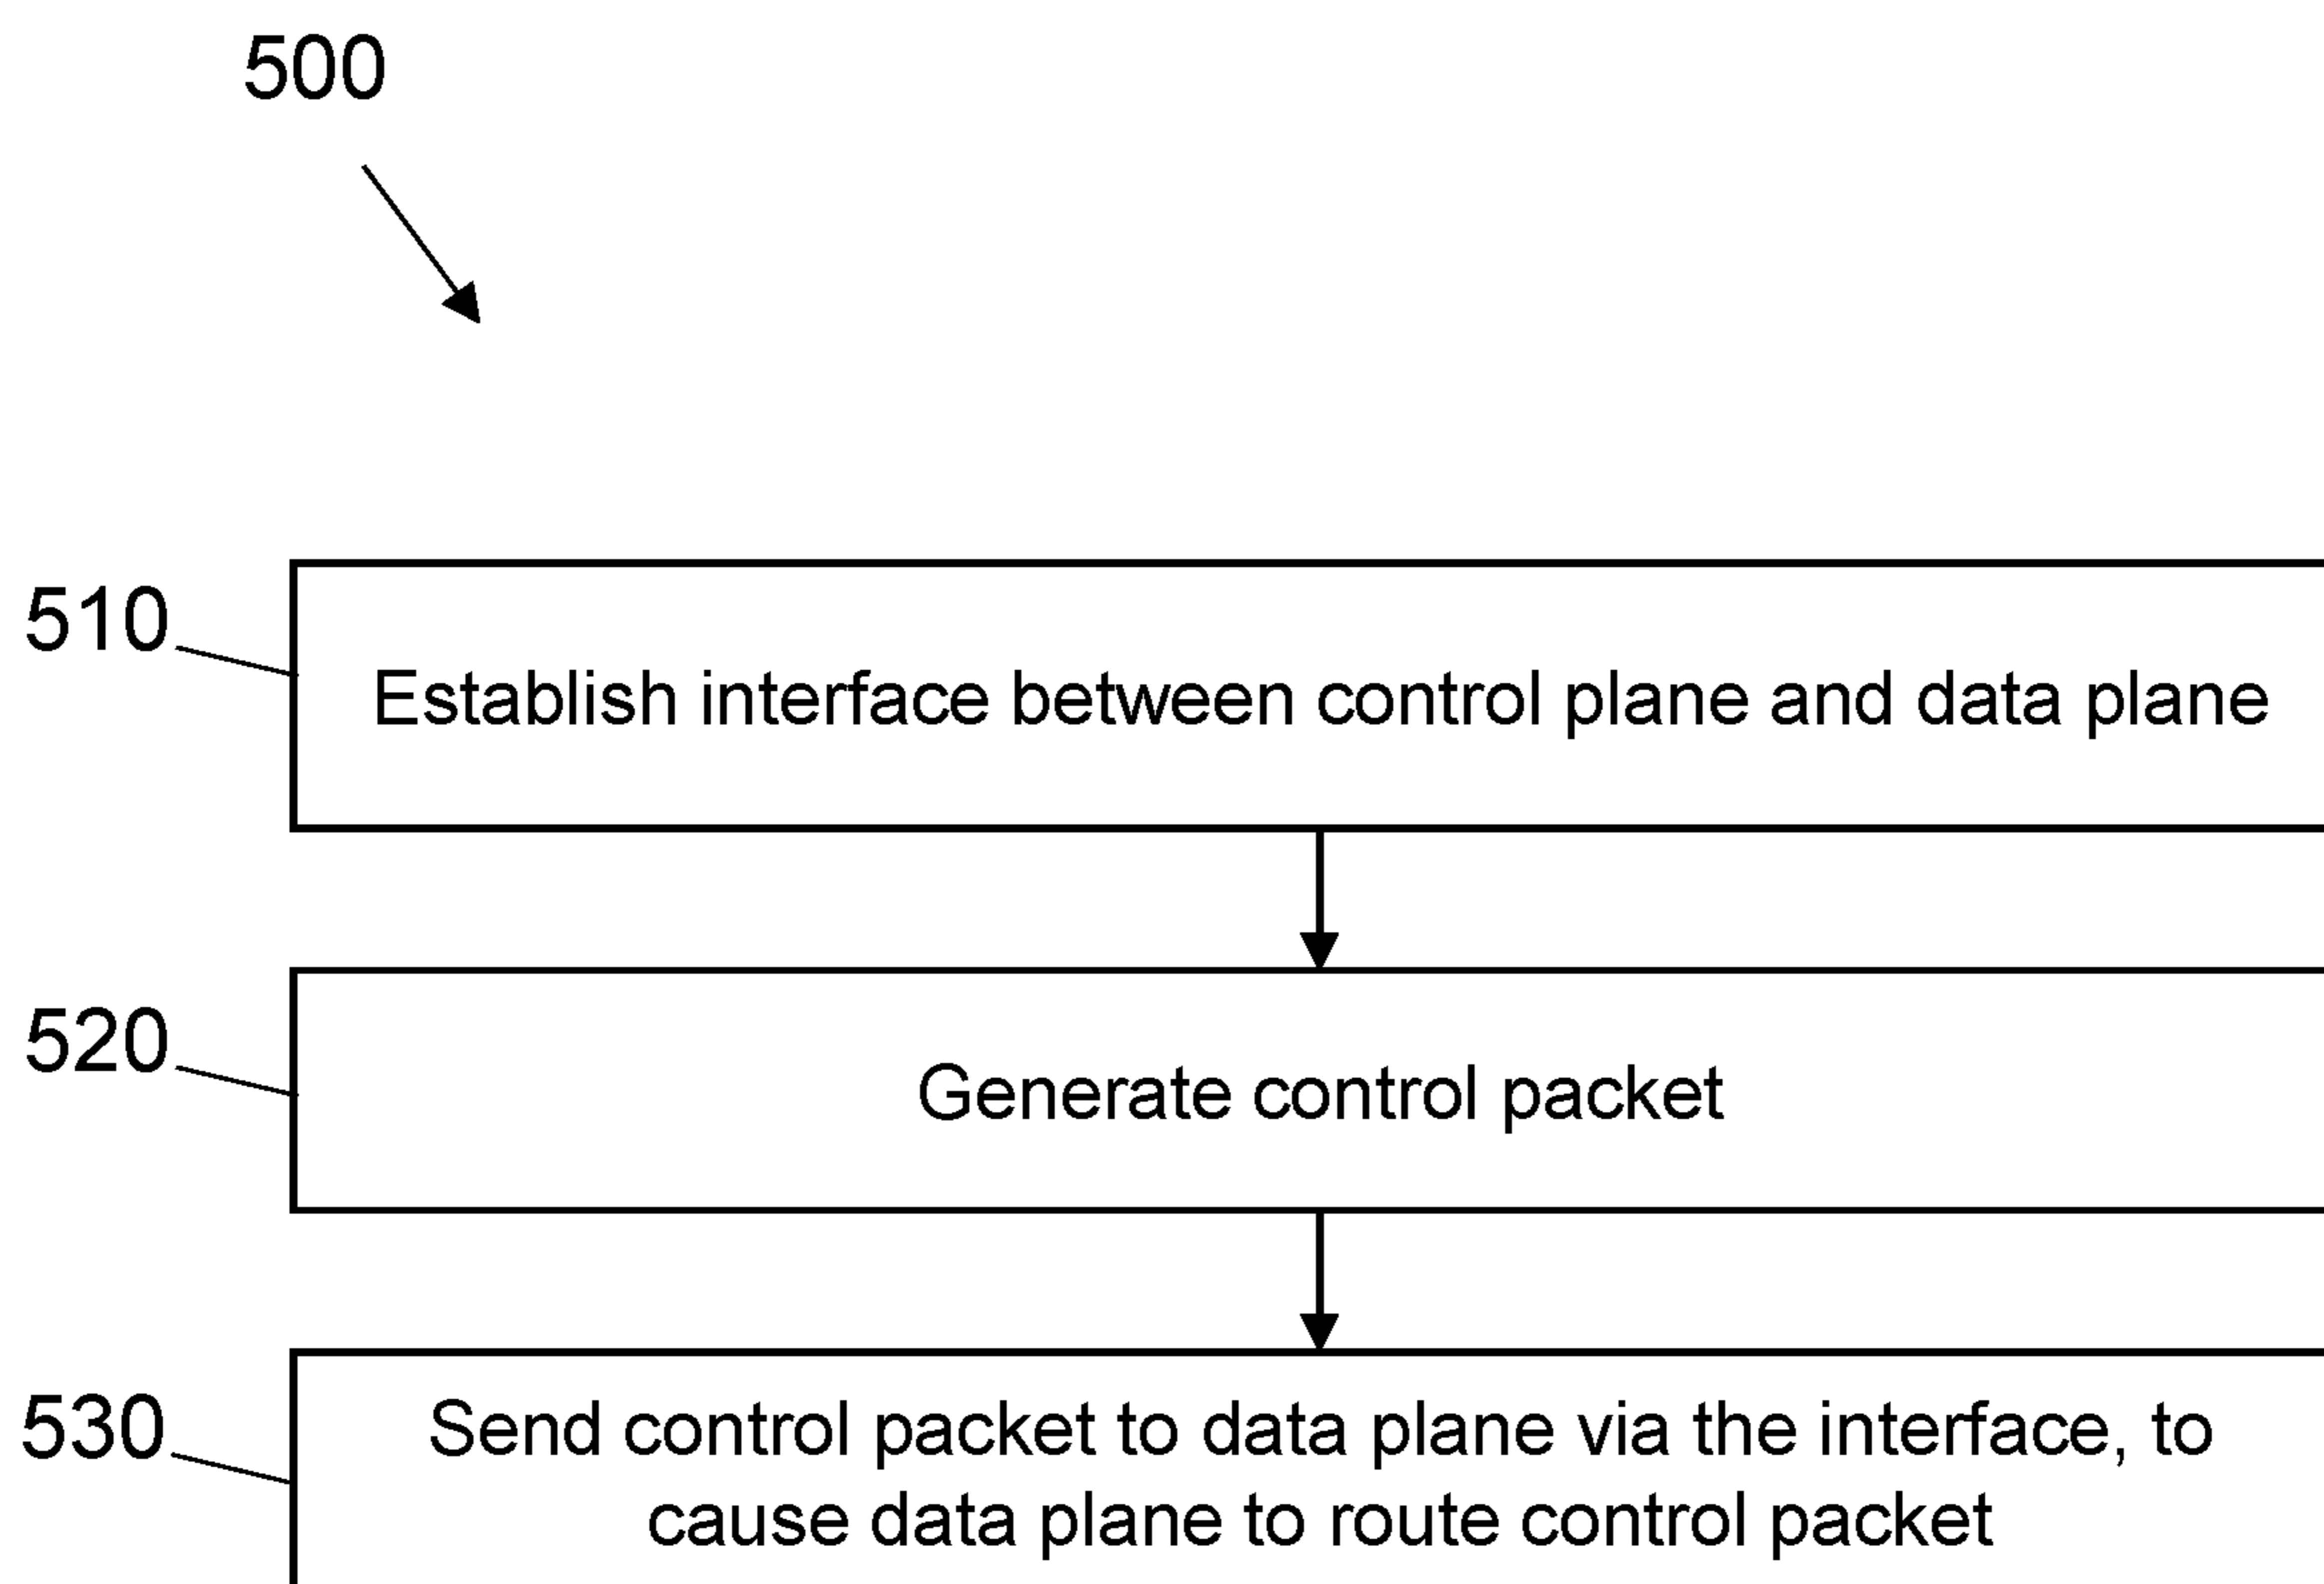 500
510
Establish interface between control plane and data plane
520
Generate control packet
530
Send control packet to data plane via the interface, to
cause data plane to route control packet